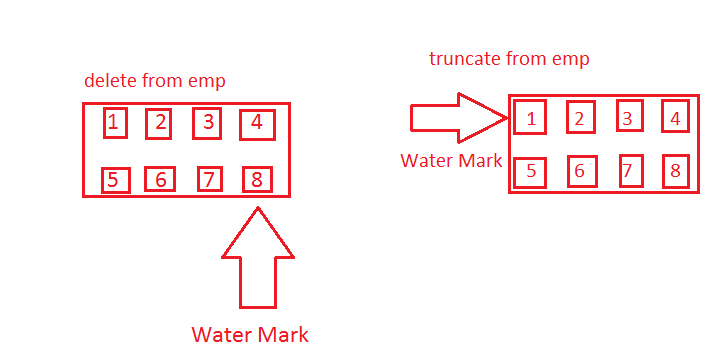 delete from emp
1 2 3 4
5 6 7 8
Water Mark
truncate from emp
Water Mark
1 2 3 4
5 6 7 8